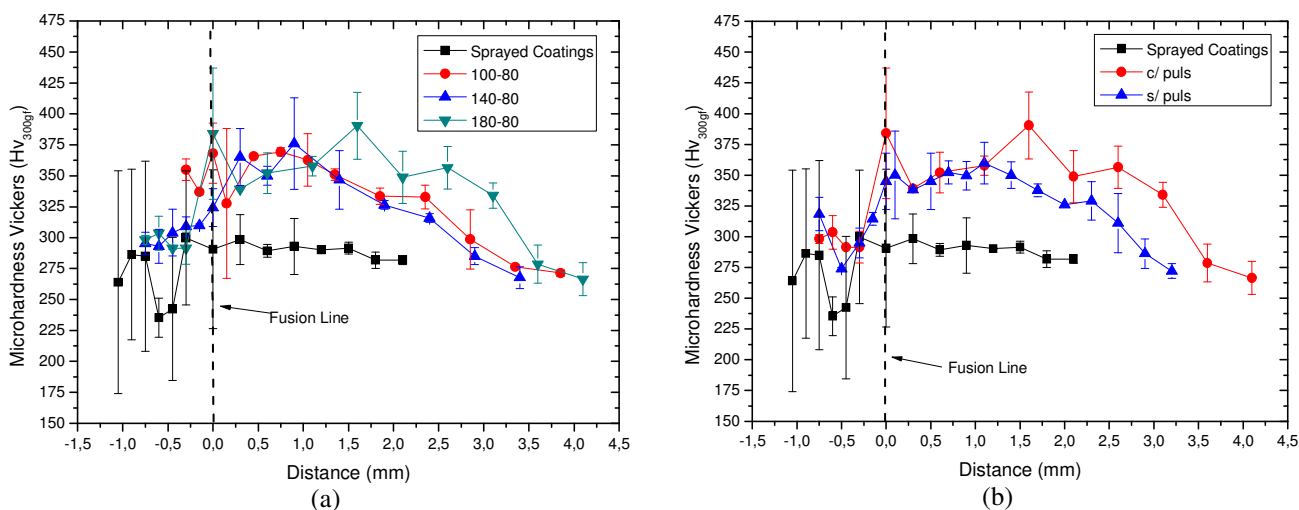 475
450
425
400
375
350
325
300
275
250
225
200
175
150
Microhardness Vickers (Hv300gf)
Sprayed Coatings
100-80
140-80
180-80
Fusion Line
-1,5 -1,0 -0,5 0,0 0,5 1,0 1,5 2,0 2,5 3,0 3,5 4,0 4,5
Distance (mm)
(a)
475
450
425
400
375
350
325
300
275
250
225
200
175
150
Microhardness Vickers (Hv300gf)
Sprayed Coatings
c/ puls
s/ puls
Fusion Line
-1,5 -1,0 -0,5 0,0 0,5 1,0 1,5 2,0 2,5 3,0 3,5 4,0 4,5
Distance (mm)
(b)